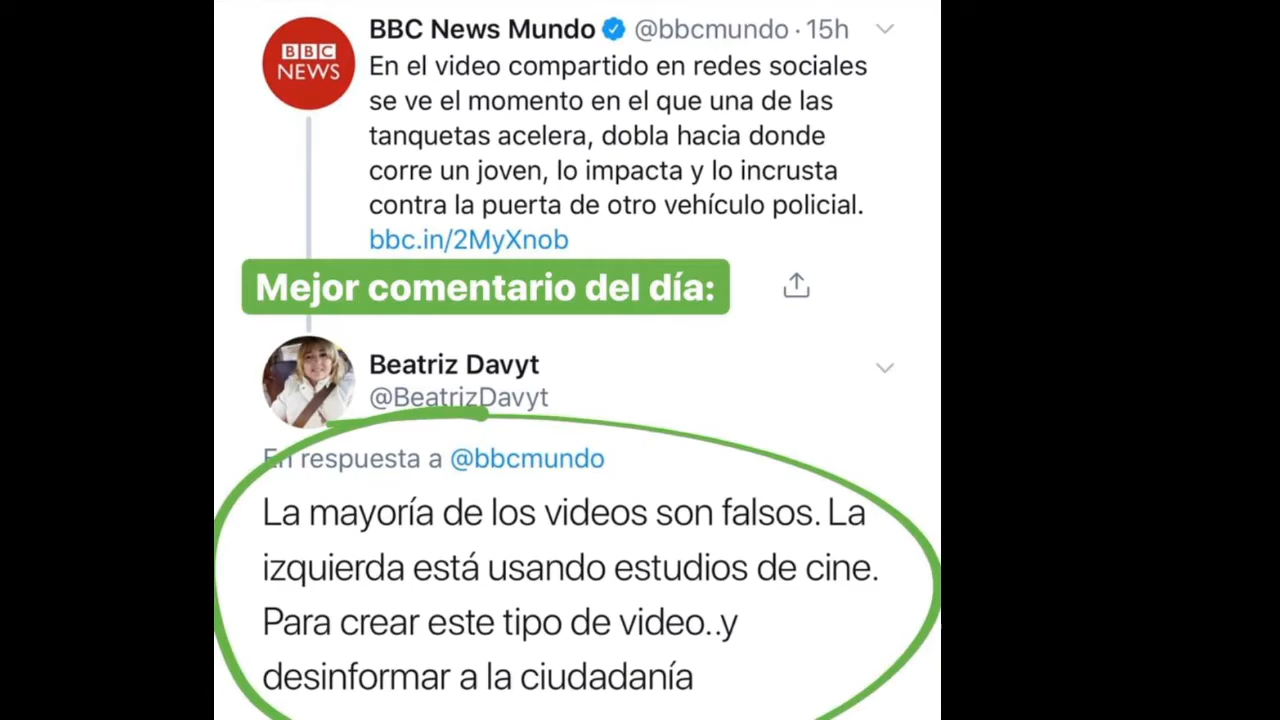 BBC NEWS
BBC News Mundo @bbcmundo · 15h
En el video compartido en redes sociales
se ve el momento en el que una de las
tanquetas acelera, dobla hacia donde
corre un joven, lo impacta y lo incrusta
contra la puerta de otro vehículo policial.
bbc.in/2MyXnob
Mejor comentario del día:
Beatriz Davyt
@BeatrizDavyt
En respuesta a @bbcmundo
La mayoría de los videos son falsos. La
izquierda está usando estudios de cine.
Para crear este tipo de video..y
desinformar a la ciudadanía